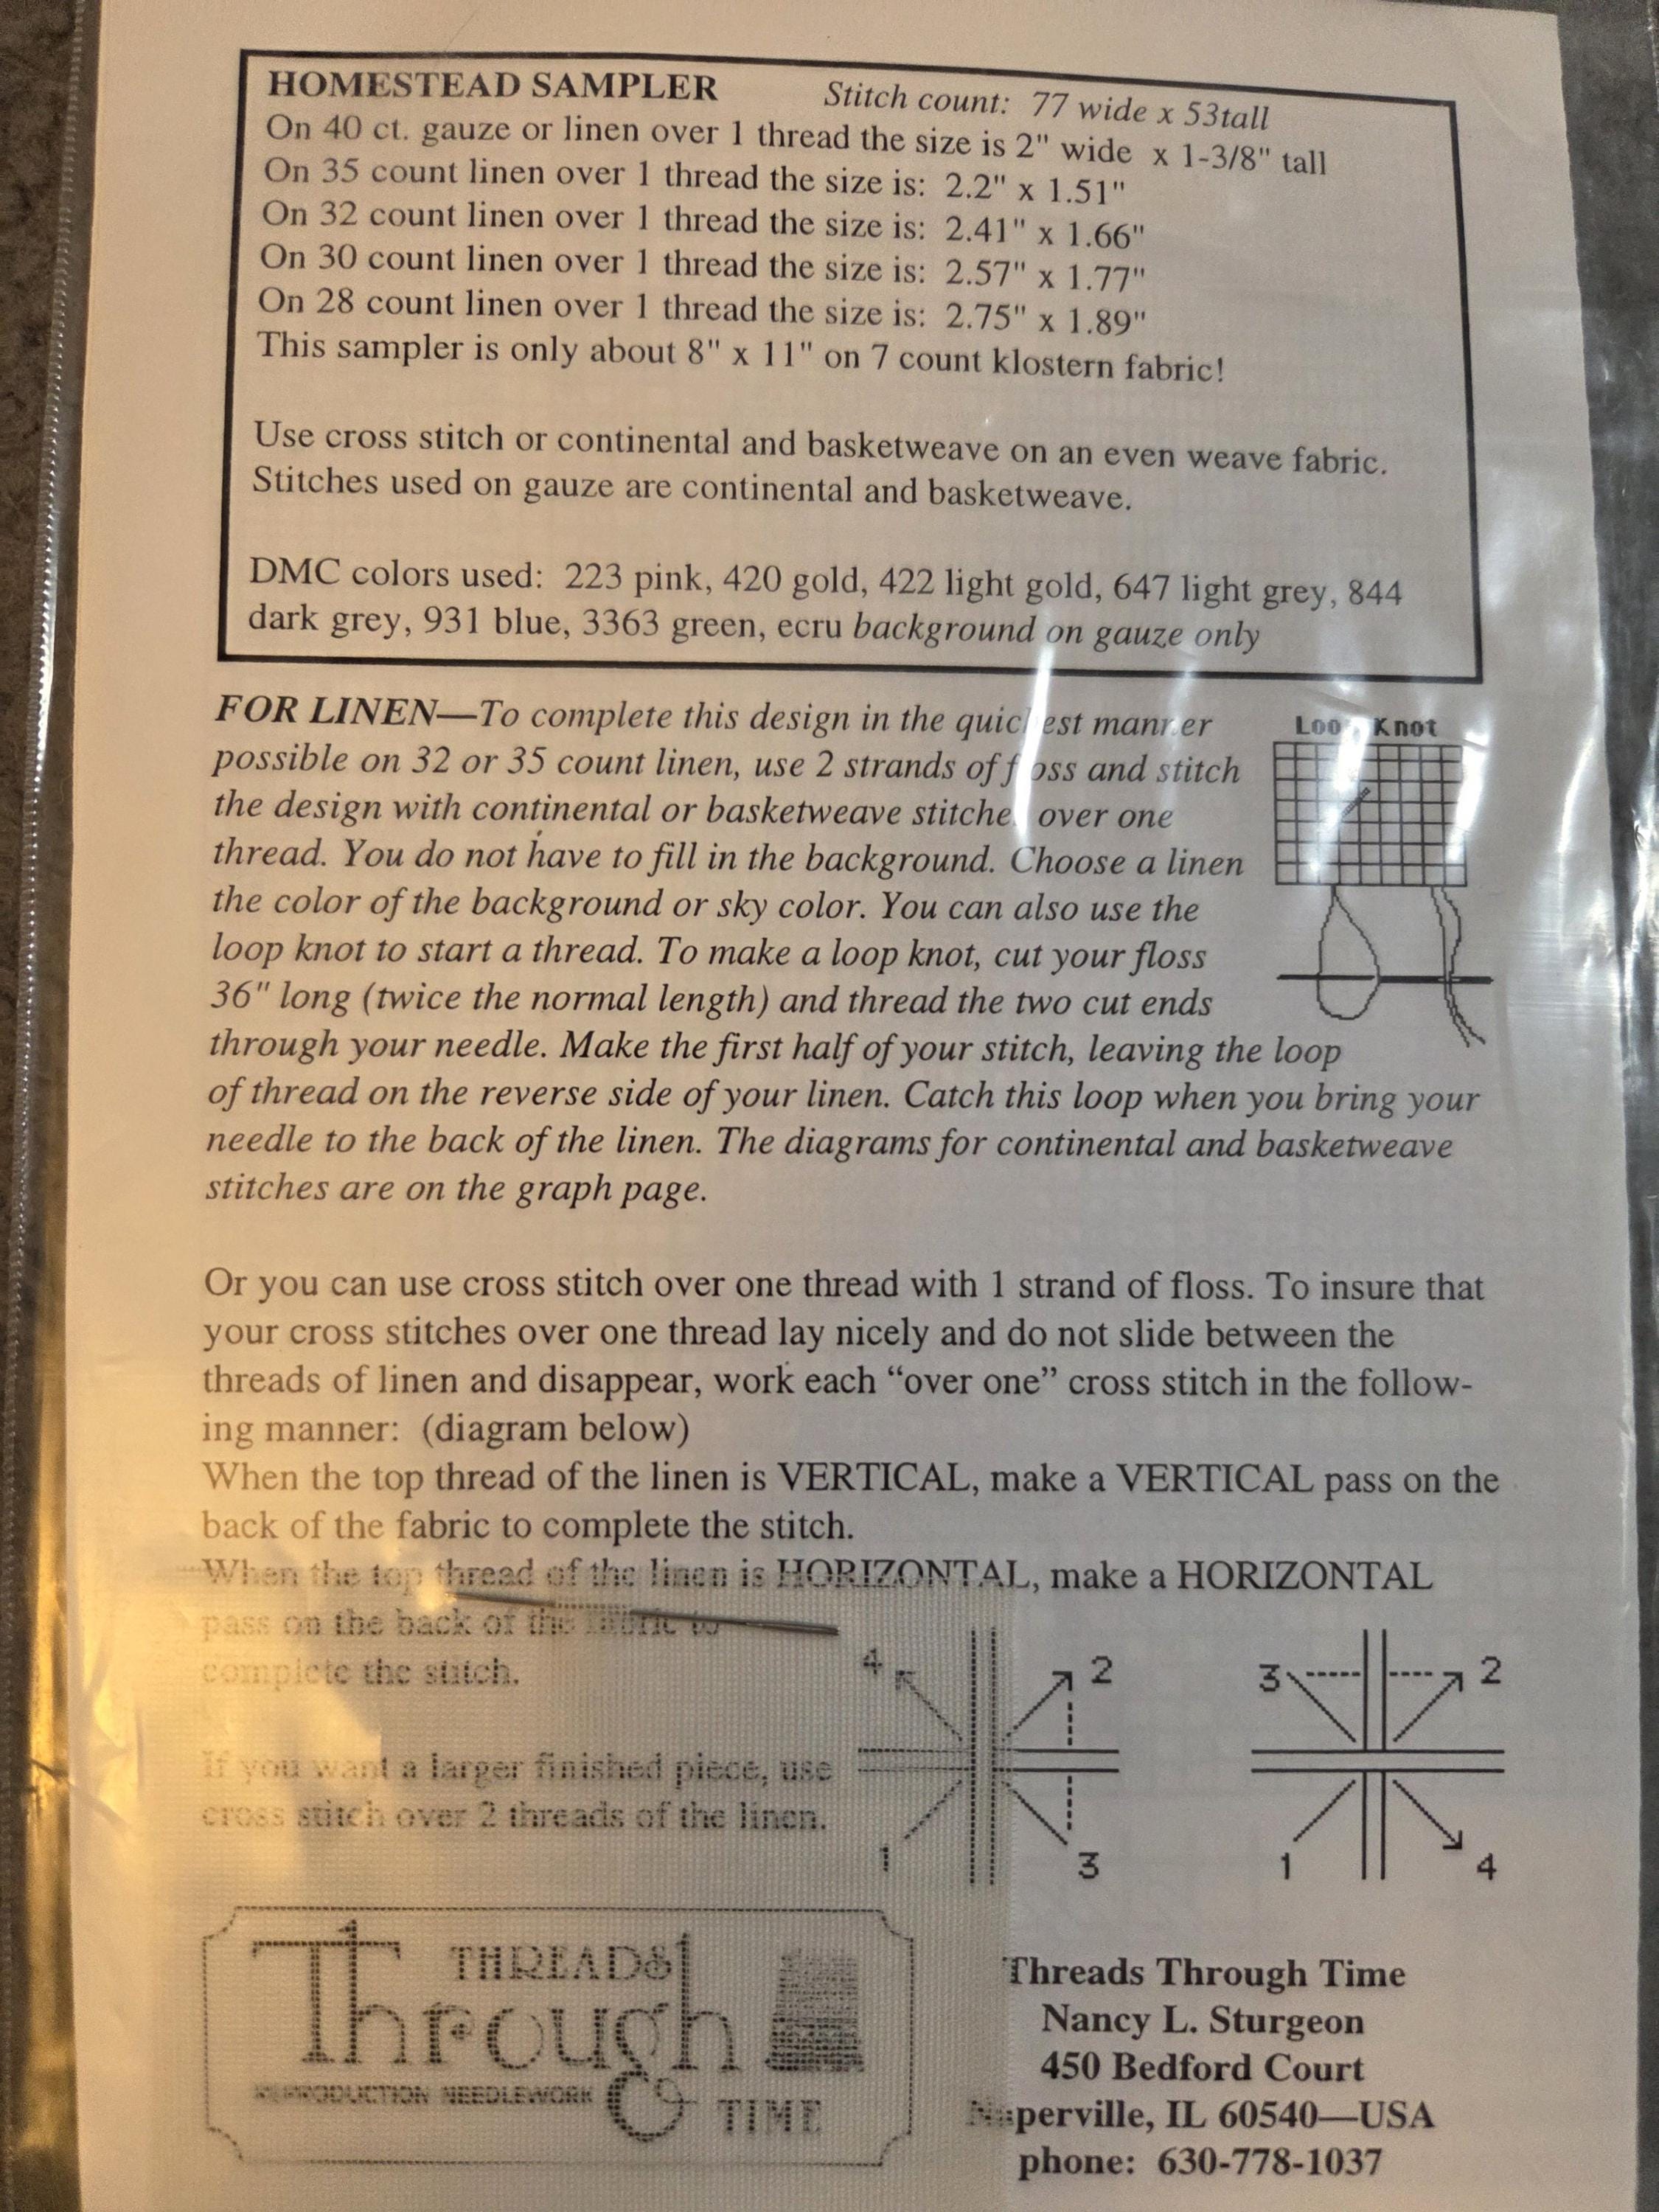 HOMESTEAD SAMPLER Stitch count: 77 wide x 53tall
On 40 ct. gauze or linen over 1 thread the size is 2" wide x 1-3/8" tall
On 35 count linen over 1 thread the size is: 2.2" x 1.51"
On 32 count linen over 1 thread the size is: 2.41" x 1.66"
On 30 count linen over 1 thread the size is: 2.57" x 1.77"
On 28 count linen over 1 thread the size is: 2.75" x 1.89"
This sampler is only about 8" x 11" on 7 count klostern fabric!
Use cross stitch or continental and basketweave on an even weave fabric.
Stitches used on gauze are continental and basketweave.
DMC colors used: 223 pink, 420 gold, 422 light gold, 647 light grey, 844
dark grey, 931 blue, 3363 green, ecru background on gauze only
FOR LINEN—To complete this design in the quickest manner
possible on 32 or 35 count linen, use 2 strands of floss and stitch
the design with continental or basketweave stitches over one
thread. You do not have to fill in the background. Choose a linen
the color of the background or sky color. You can also use the
loop knot to start a thread. To make a loop knot, cut your floss
36" long (twice the normal length) and thread the two cut ends
through your needle. Make the first half of your stitch, leaving the loop
of thread on the reverse side of your linen. Catch this loop when you bring your
needle to the back of the linen. The diagrams for continental and basketweave
stitches are on the graph page.
Loop Knot
Or you can use cross stitch over one thread with 1 strand of floss. To insure that
your cross stitches over one thread lay nicely and do not slide between the
threads of linen and disappear, work each “over one” cross stitch in the follow-
ing manner: (diagram below)
When the top thread of the linen is VERTICAL, make a VERTICAL pass on the
back of the fabric to complete the stitch.
When the top thread of the linen is HORIZONTAL, make a HORIZONTAL
pass on the back of the fabric to
complete the stitch.
If you want a larger finished piece, use
cross stitch over 2 threads of the linen.
4 2
1 3
3 2
1 4
THREADS
Through
REPRODUCTION NEEDLEWORK Co TIME
Threads Through Time
Nancy L. Sturgeon
450 Bedford Court
Naperville, IL 60540—USA
phone: 630-778-1037